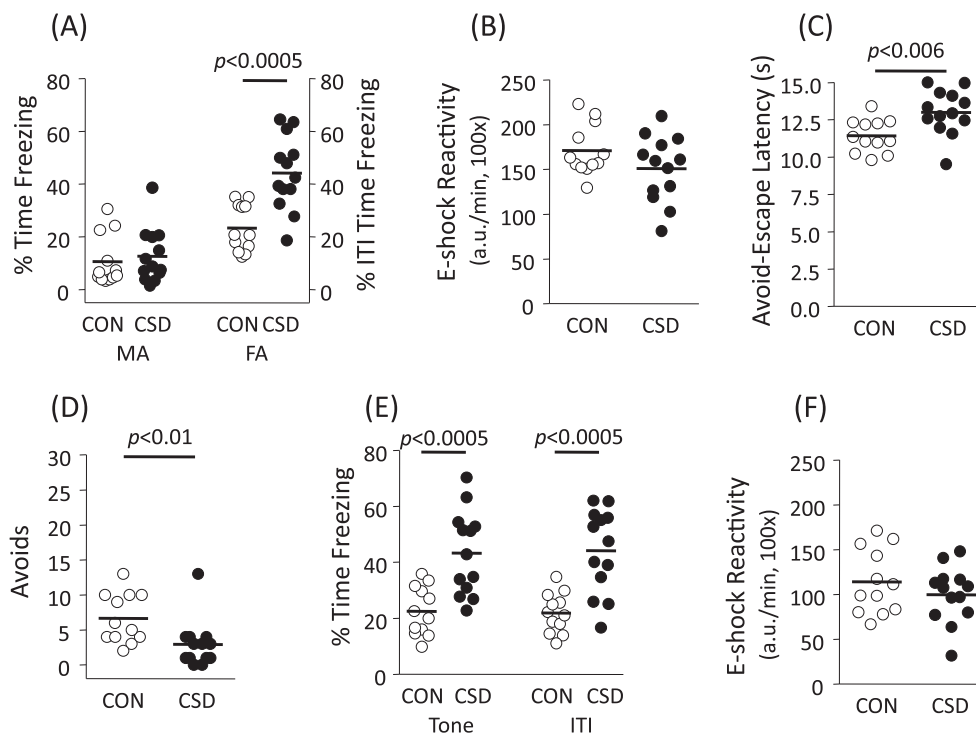 (A)
p<0.0005
% Time Freezing
80
60
40
20
0
80
60
40
20
0
% ITI Time Freezing
CON CSD
CON CSD
MA
FA
(B)
E-shock Reactivity
(a.u./min, 100x)
250
200
150
100
50
0
CON CSD
(C)
p<0.006
Avoid-Escape Latency (s)
15.0
12.5
10.0
7.5
5.0
2.5
0.0
CON CSD
(D)
p<0.01
Avoids
30
25
20
15
10
5
0
CON CSD
(E)
p<0.0005
p<0.0005
% Time Freezing
80
60
40
20
0
CON CSD
CON CSD
Tone
ITI
(F)
E-shock Reactivity
(a.u./min, 100x)
250
200
150
100
50
0
CON CSD